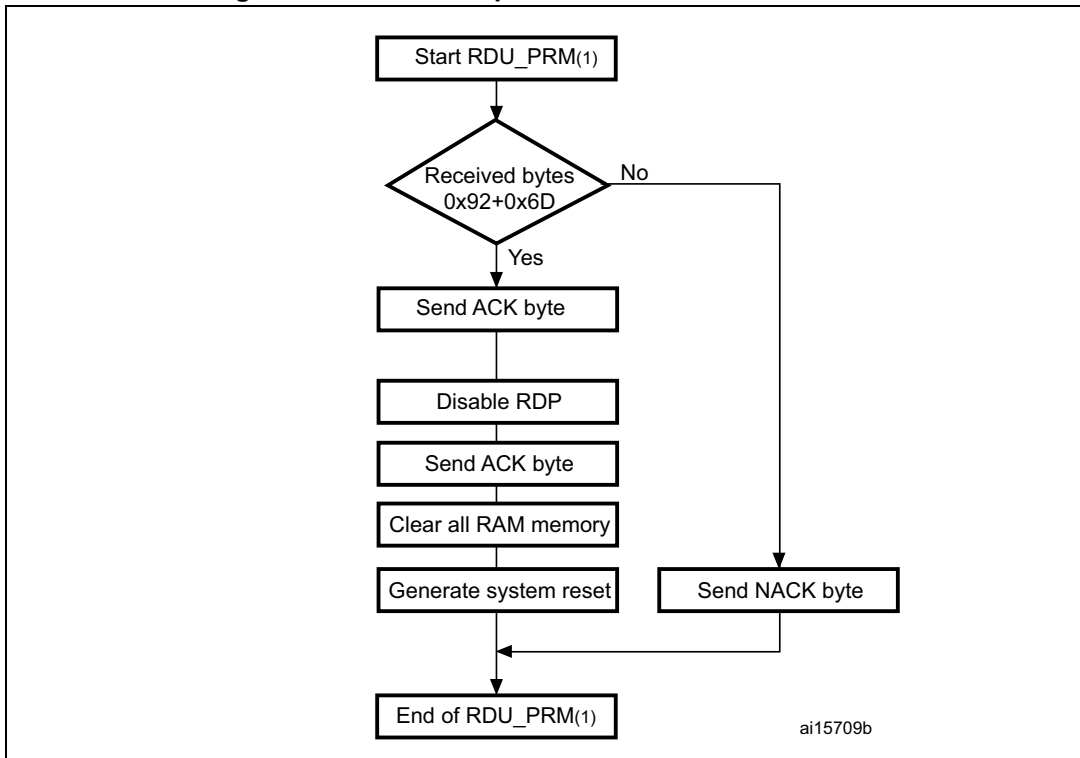 Start RDU_PRM(1)
Received bytes
0x92+0x6D
No
Yes
Send ACK byte
Disable RDP
Send ACK byte
Clear all RAM memory
Generate system reset
Send NACK byte
End of RDU_PRM(1)
ai15709b